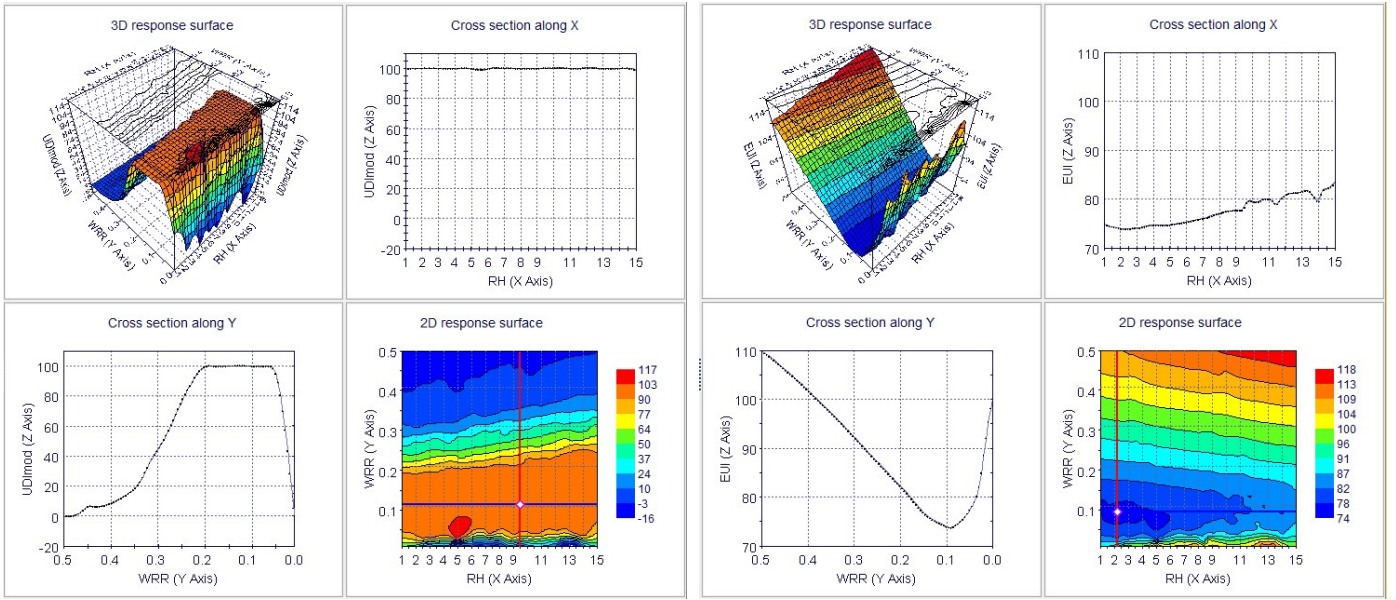 3D response surface
UDImod (Z Axis)
WRR (Y Axis)
RH (X Axis)
UDImod (Z Axis)
Cross section along X
UDImod (Z Axis)
100
80
60
40
20
0
-20
1 2 3 4 5 6 7 8 9 11 13 15
RH (X Axis)
Cross section along Y
UDImod (Z Axis)
100
80
60
40
20
0
-20
0.5 0.4 0.3 0.2 0.1 0.0
WRR (Y Axis)
2D response surface
WRR (Y Axis)
0.5
0.4
0.3
0.2
0.1
1 2 3 4 5 6 7 8 9 11 13 15
RH (X Axis)
117
103
90
77
64
50
37
24
10
-3
-16
3D response surface
EUI (Z Axis)
WRR (Y Axis)
RH (X Axis)
EUI (Z Axis)
Cross section along X
EUI (Z Axis)
110
100
90
80
70
1 2 3 4 5 6 7 8 9 11 13 15
RH (X Axis)
Cross section along Y
EUI (Z Axis)
110
100
90
80
70
0.5 0.4 0.3 0.2 0.1 0.0
WRR (Y Axis)
2D response surface
WRR (Y Axis)
0.5
0.4
0.3
0.2
0.1
1 2 3 4 5 6 7 8 9 11 13 15
RH (X Axis)
118
113
109
104
100
96
91
87
82
78
74